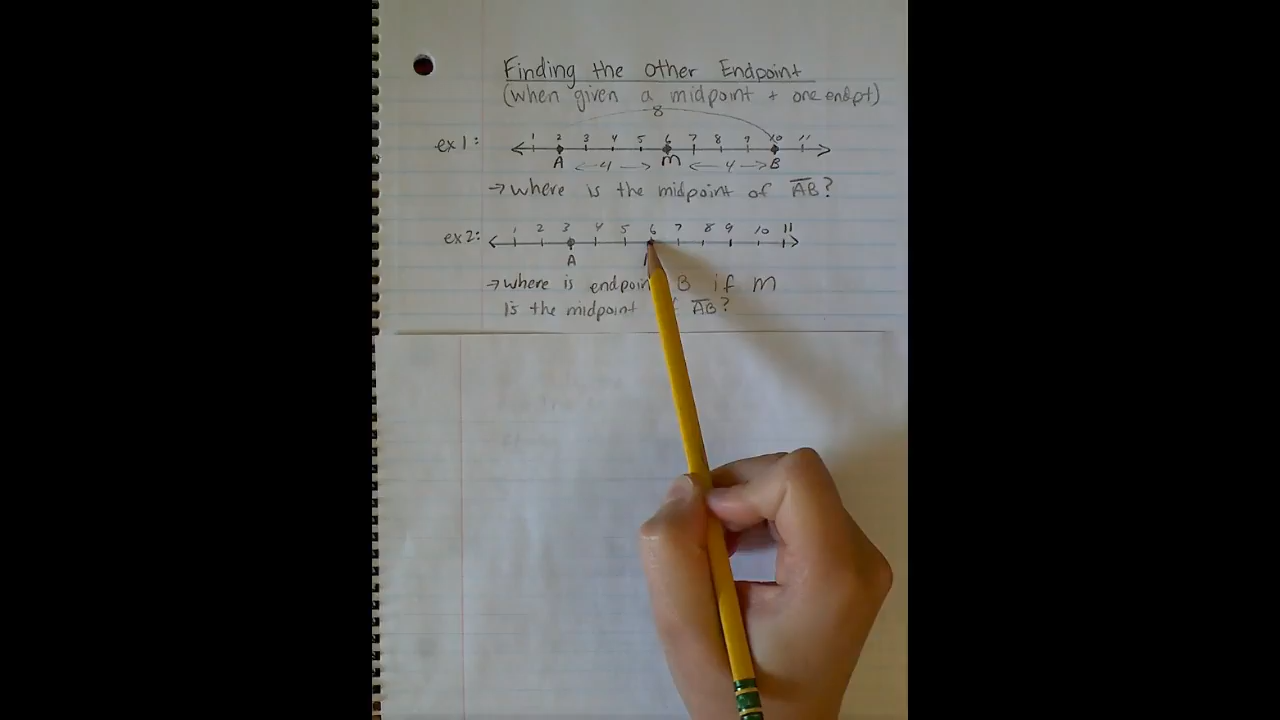 Finding the Other Endpoint
(when given a midpoint + one endpt)
8
ex 1: 1 2 3 4 5 6 7 8 9 10 11
A ← 4 → M ← 4 → B
→ where is the midpoint of AB?
ex 2: 1 2 3 4 5 6 7 8 9 10 11
A
→ where is B if M
is the midpoint AB?